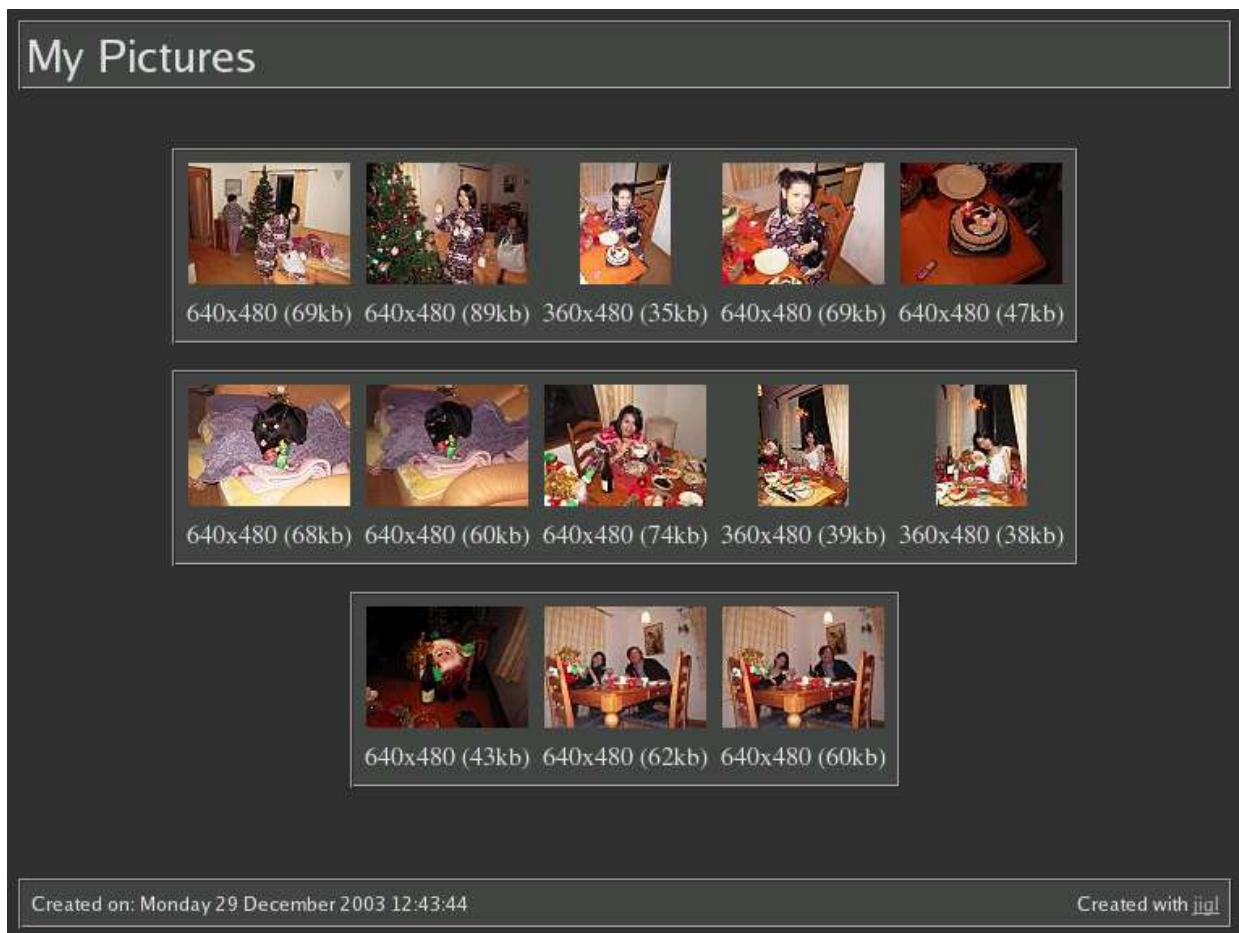 My Pictures
640x480 (69kb) 640x480 (89kb) 360x480 (35kb) 640x480 (69kb) 640x480 (47kb)
640x480 (68kb) 640x480 (60kb) 640x480 (74kb) 360x480 (39kb) 360x480 (38kb)
640x480 (43kb) 640x480 (62kb) 640x480 (60kb)
Created on: Monday 29 December 2003 12:43:44 Created with jigl